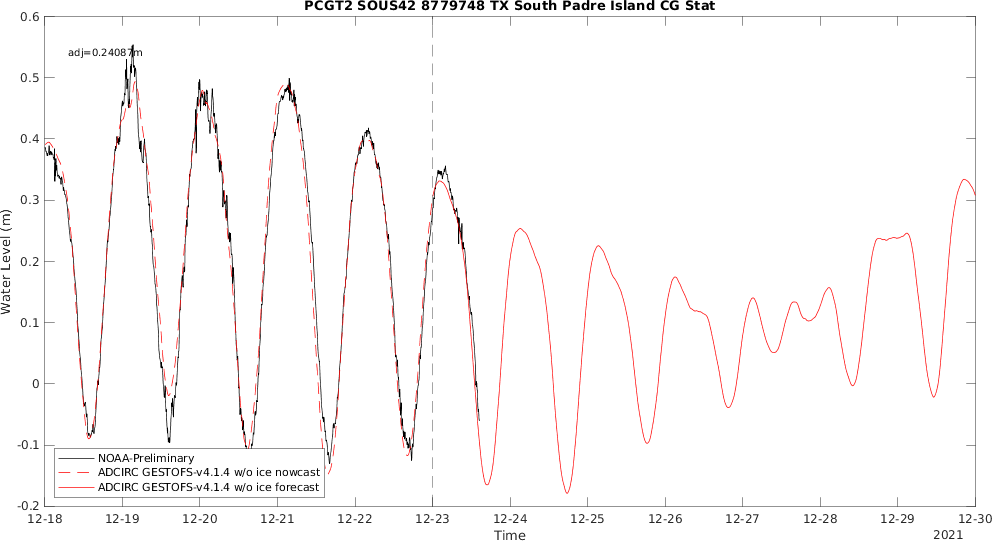 PCGT2 SOUS42 8779748 TX South Padre Island CG Stat
adj=0.24087m
Water Level (m)
0.6
0.5
0.4
0.3
0.2
0.1
0
-0.1
-0.2
NOAA-Preliminary
ADCIRC GESTOFS-v4.1.4 w/o ice nowcast
ADCIRC GESTOFS-v4.1.4 w/o ice forecast
12-18 12-19 12-20 12-21 12-22 12-23 12-24 12-25 12-26 12-27 12-28 12-29 12-30
Time
2021